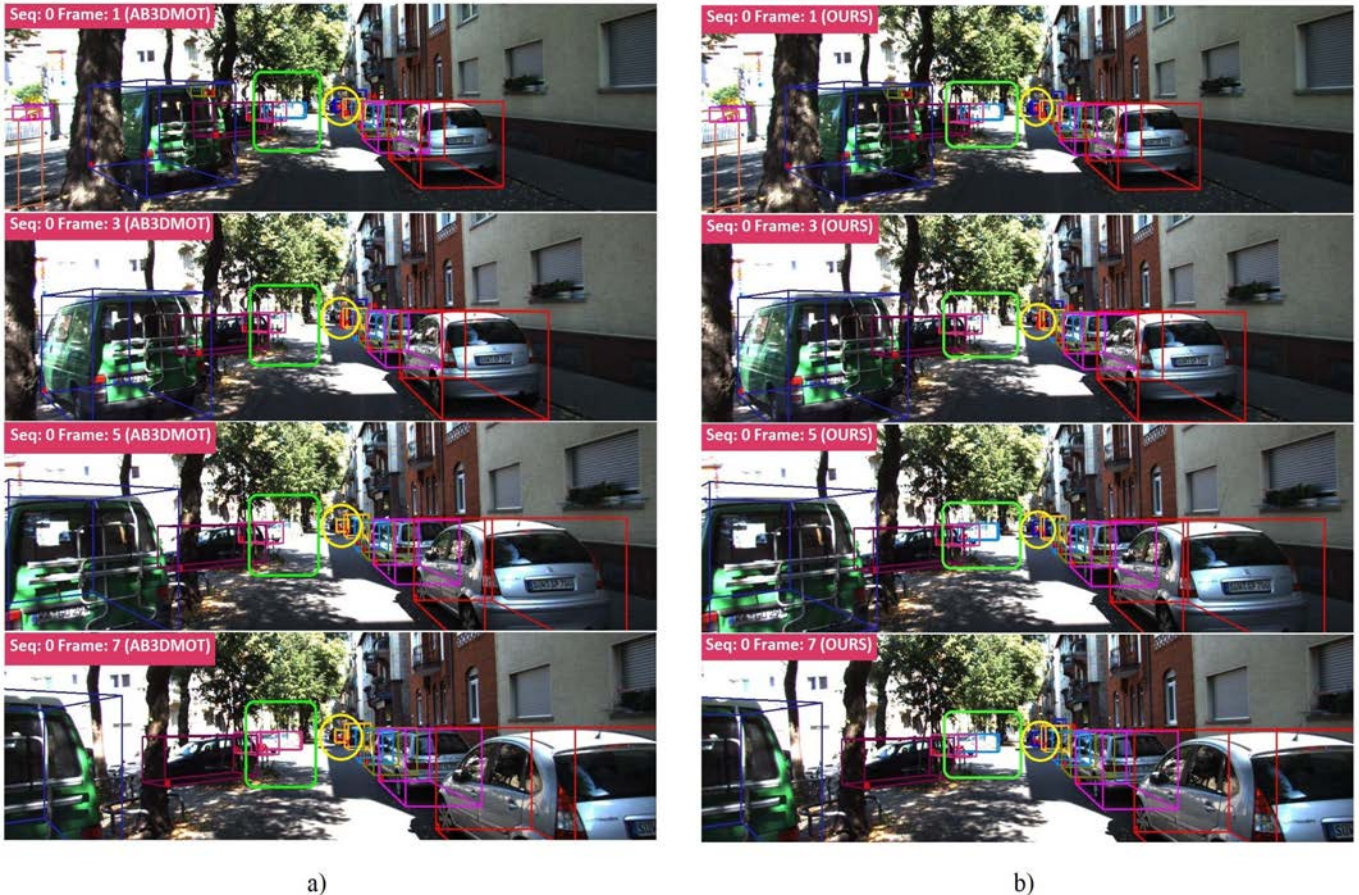 Seq: 0 Frame: 1 (AB3DMOT)
Seq: 0 Frame: 1 (OURS)
Seq: 0 Frame: 3 (AB3DMOT)
Seq: 0 Frame: 3 (OURS)
Seq: 0 Frame: 5 (AB3DMOT)
Seq: 0 Frame: 5 (OURS)
Seq: 0 Frame: 7 (AB3DMOT)
Seq: 0 Frame: 7 (OURS)
a)
b)